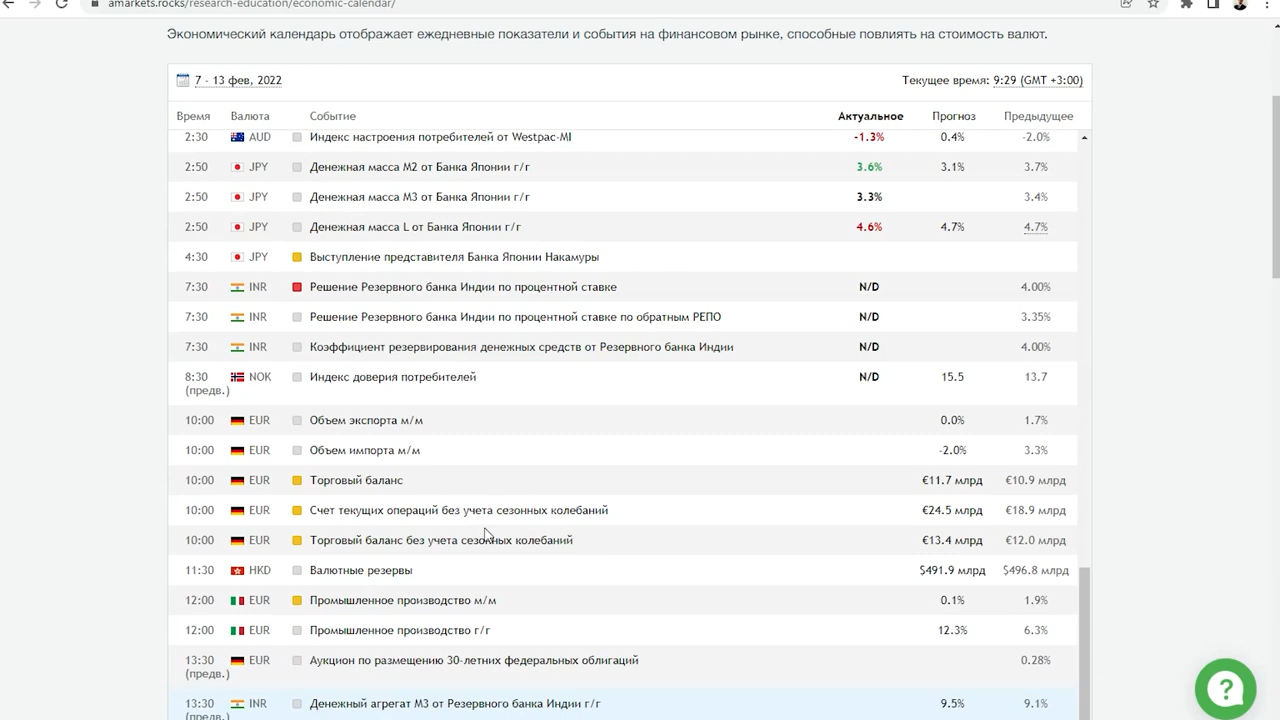 amarkets.rocks/research-education/economic-calendar/
Экономический календарь отображает ежедневные показатели и события на финансовом рынке, способные повлиять на стоимость валют.
7 - 13 фев, 2022 Текущее время: 9:29 (GMT +3:00)
Время Валюта Событие Актуальное Прогноз Предыдущее
2:30 AUD Индекс настроения потребителей от Westpac-MI -1.3% 0.4% -2.0%
2:50 JPY Денежная масса M2 от Банка Японии г/г 3.6% 3.1% 3.7%
2:50 JPY Денежная масса M3 от Банка Японии г/г 3.3% 3.4%
2:50 JPY Денежная масса L от Банка Японии г/г 4.6% 4.7% 4.7%
4:30 JPY Выступление представителя Банка Японии Накамуры
7:30 INR Решение Резервного банка Индии по процентной ставке N/D 4.00%
7:30 INR Решение Резервного банка Индии по процентной ставке по обратным РЕПО N/D 3.35%
7:30 INR Коэффициент резервирования денежных средств от Резервного банка Индии N/D 4.00%
8:30 NOK Индекс доверия потребителей N/D 15.5 13.7
(предв.)
10:00 EUR Объем экспорта м/м 0.0% 1.7%
10:00 EUR Объем импорта м/м -2.0% 3.3%
10:00 EUR Торговый баланс €11.7 млрд €10.9 млрд
10:00 EUR Счет текущих операций без учета сезонных колебаний €24.5 млрд €18.9 млрд
10:00 EUR Торговый баланс без учета сезонных колебаний €13.4 млрд €12.0 млрд
11:30 HKD Валютные резервы $491.9 млрд $496.8 млрд
12:00 EUR Промышленное производство м/м 0.1% 1.9%
12:00 EUR Промышленное производство г/г 12.3% 6.3%
13:30 EUR Аукцион по размещению 30-летних федеральных облигаций 0.28%
(предв.)
13:30 INR Денежный агрегат M3 от Резервного банка Индии г/г 9.5% 9.1%
(предв.)
?